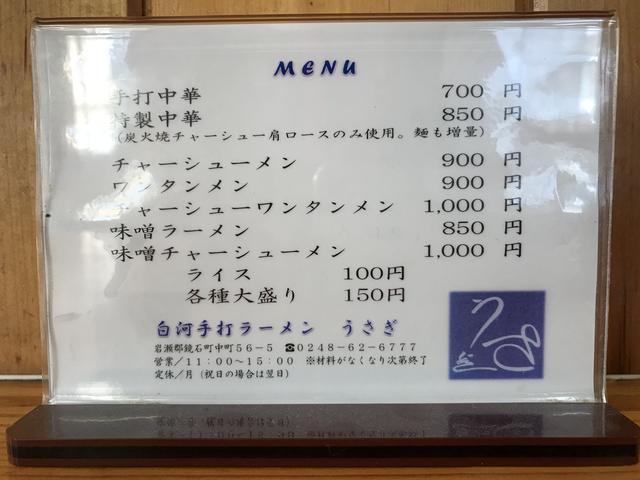 MENU
手打中華 700 円
特製中華 850 円
(炭火焼チャーシュー肩ロースのみ使用。麺も増量)
チャーシューメン 900 円
ワンタンメン 900 円
チャーシューワンタンメン 1,000 円
味噌ラーメン 850 円
味噌チャーシューメン 1,000 円
ライス 100円
各種大盛り 150円
白河手打ラーメン うさぎ
岩瀬郡鏡石町中町56-5 ☎0248-62-6777
営業/11:00~15:00 ※材料がなくなり次第終了
定休/月(祝日の場合は翌日)